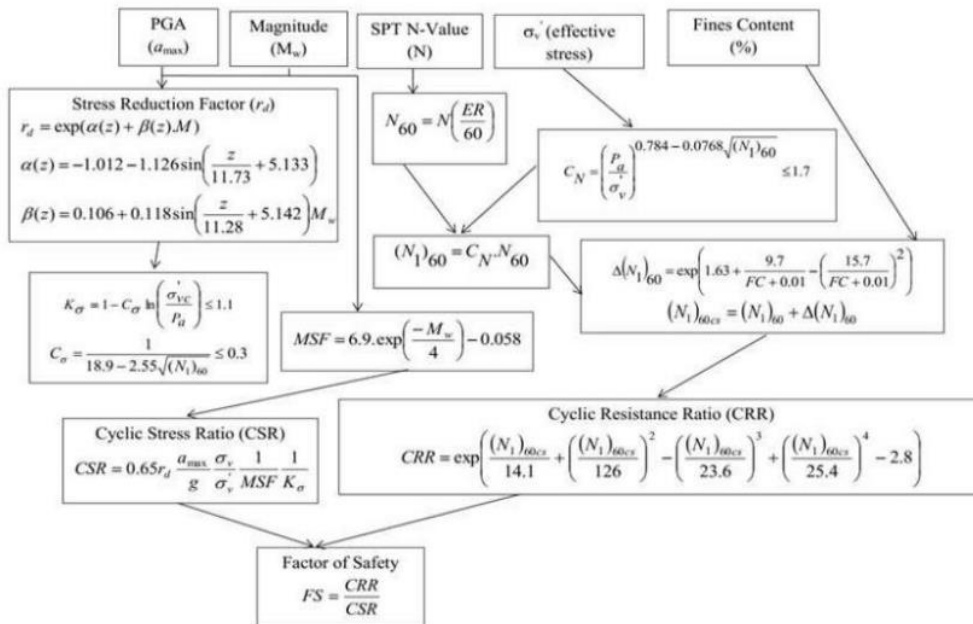 PGA
(a_max)
Magnitude
(M_w)
SPT N-Value
(N)
σ_v' (effective
stress)
Fines Content
(%)
Stress Reduction Factor (r_d)
r_d = exp(α(z) + β(z).M)
α(z) = −1.012 − 1.126 sin(z/11.73 + 5.133)
β(z) = 0.106 + 0.118 sin(z/11.28 + 5.142)M_w
N_60 = N(ER/60)
C_N = (P_a/σ_v')^(0.784 − 0.0768√(N_1)_60) ≤ 1.7
(N_1)_60 = C_N.N_60
Δ(N_1)_60 = exp(1.63 + 9.7/(FC + 0.01) − (15.7/(FC + 0.01))^2)
(N_1)_60cs = (N_1)_60 + Δ(N_1)_60
K_σ = 1 − C_σ ln(σ_vc'/P_a) ≤ 1.1
C_σ = 1/(18.9 − 2.55√(N_1)_60) ≤ 0.3
MSF = 6.9.exp(−M_w/4) − 0.058
Cyclic Stress Ratio (CSR)
CSR = 0.65r_d a_max/g σ_v/σ_v' 1/MSF 1/K_σ
Cyclic Resistance Ratio (CRR)
CRR = exp((N_1)_60cs/14.1 + ((N_1)_60cs/126)^2 − ((N_1)_60cs/23.6)^3 + ((N_1)_60cs/25.4)^4 − 2.8)
Factor of Safety
FS = CRR/CSR